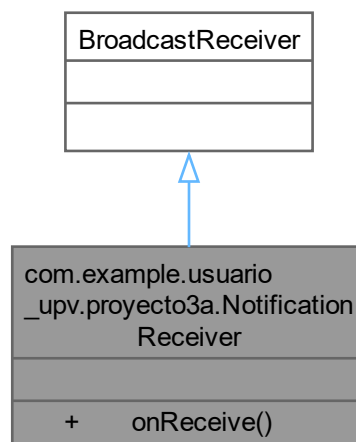 BroadcastReceiver
com.example.usuario
_upv.proyecto3a.Notification
Receiver
+ onReceive()